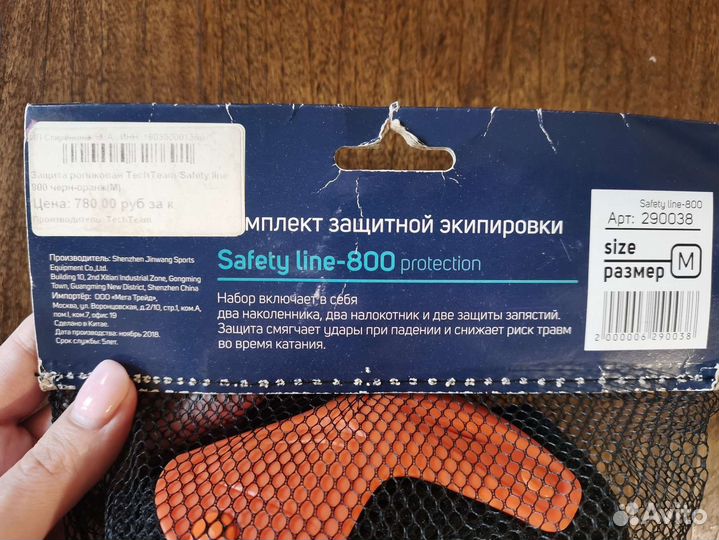 Защита роликовая TechTeam Safety line
800 черн-оранж(M)
Цена: 780.00 руб за к
Производитель: TechTeam
комплект защитной экипировки
Safety line-800 protection
Набор включает в себя
два наколенника, два налокотник и две защиты запястий.
Защита смягчает удары при падении и снижает риск травм
во время катания.
Производитель: Shenzhen Jinwang Sports
Equipment Co.,Ltd.
Building 10, 2nd Xitian Industrial Zone, Gongming
Town, Guangming New District, Shenzhen China
Импортёр: ООО «Мега Трейд»,
Москва, ул. Воронцовская, д.2/10, стр.1, ком.А,
пом.I, ком.7, офис 19
Сделано в Китае.
Дата производства: ноябрь 2018.
Срок службы: 5лет.
Safety line-800
Арт: 290038
size
размер M
2 000006 290038
Avito